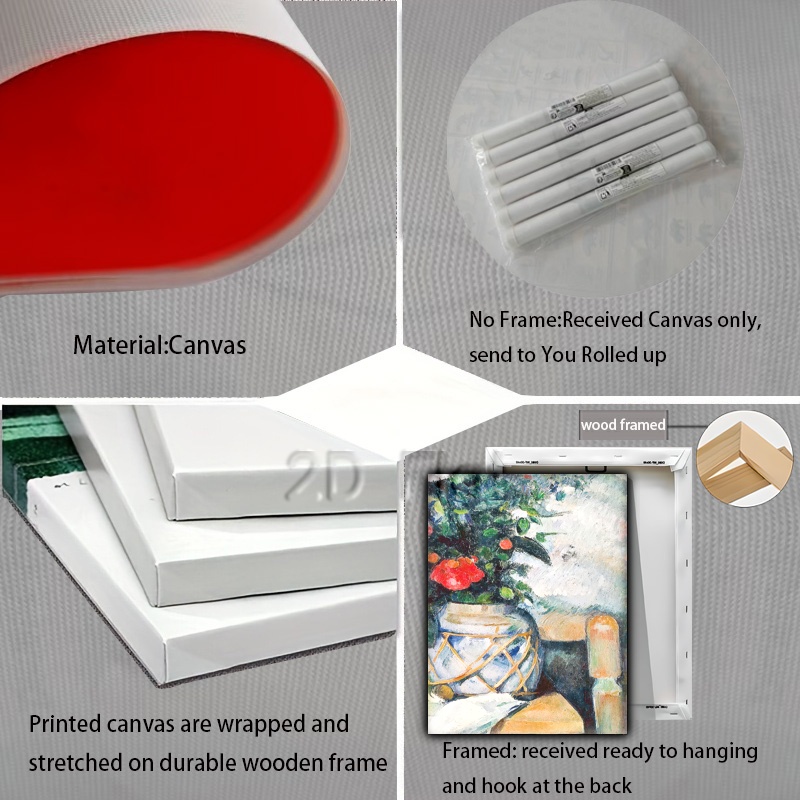 Material:Canvas
No Frame:Received Canvas only,
send to You Rolled up
wood framed
2D
Printed canvas are wrapped and
stretched on durable wooden frame
Framed: received ready to hanging
and hook at the back